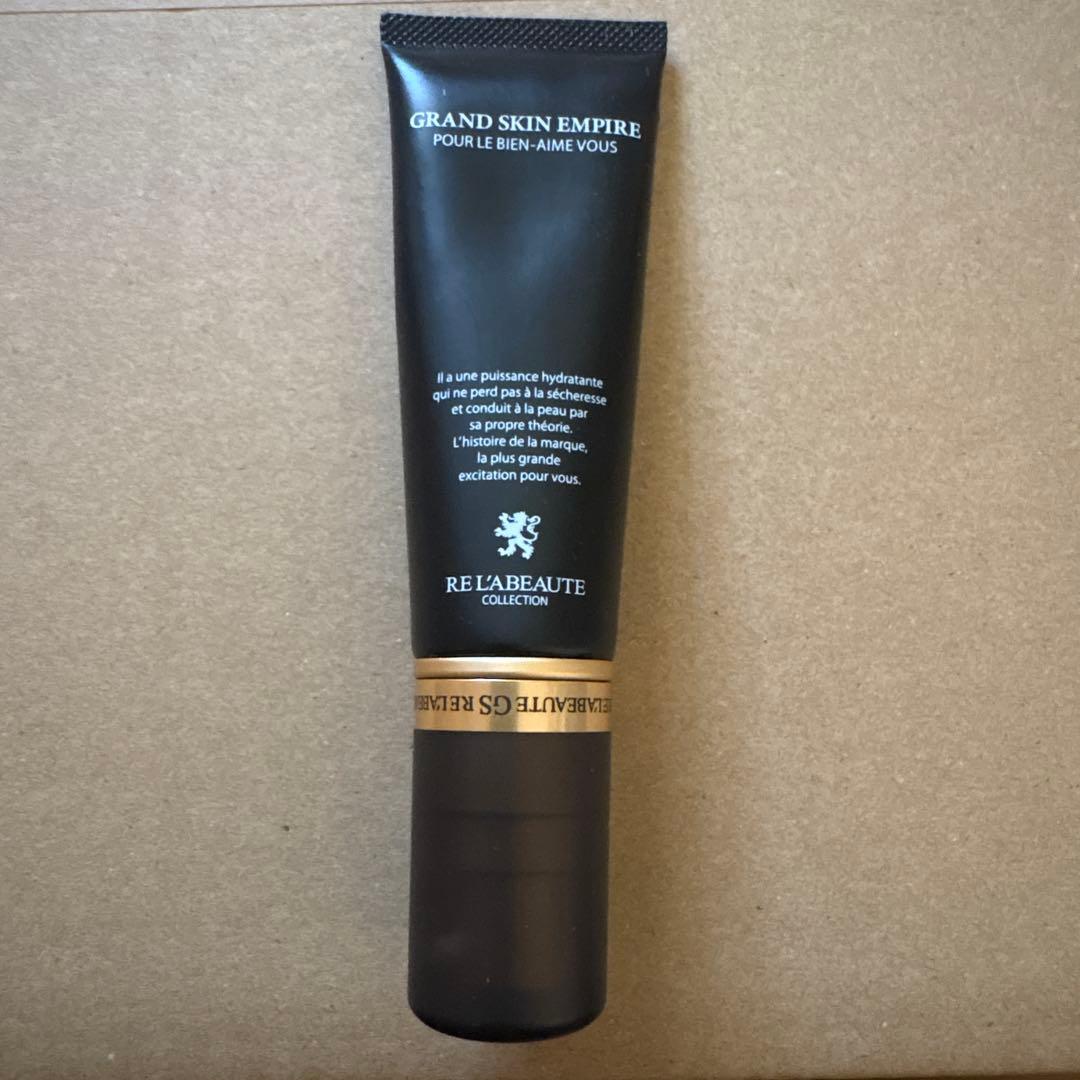 GRAND SKIN EMPIRE
POUR LE BIEN-AIME VOUS
Il a une puissance hydratante
qui ne perd pas à la sécheresse
et conduit à la peau par
sa propre théorie.
L'histoire de la marque,
la plus grande
excitation pour vous.
RE L'ABEAUTE
COLLECTION
RE L'ABEAUTE GS RE L'ABEAUTE